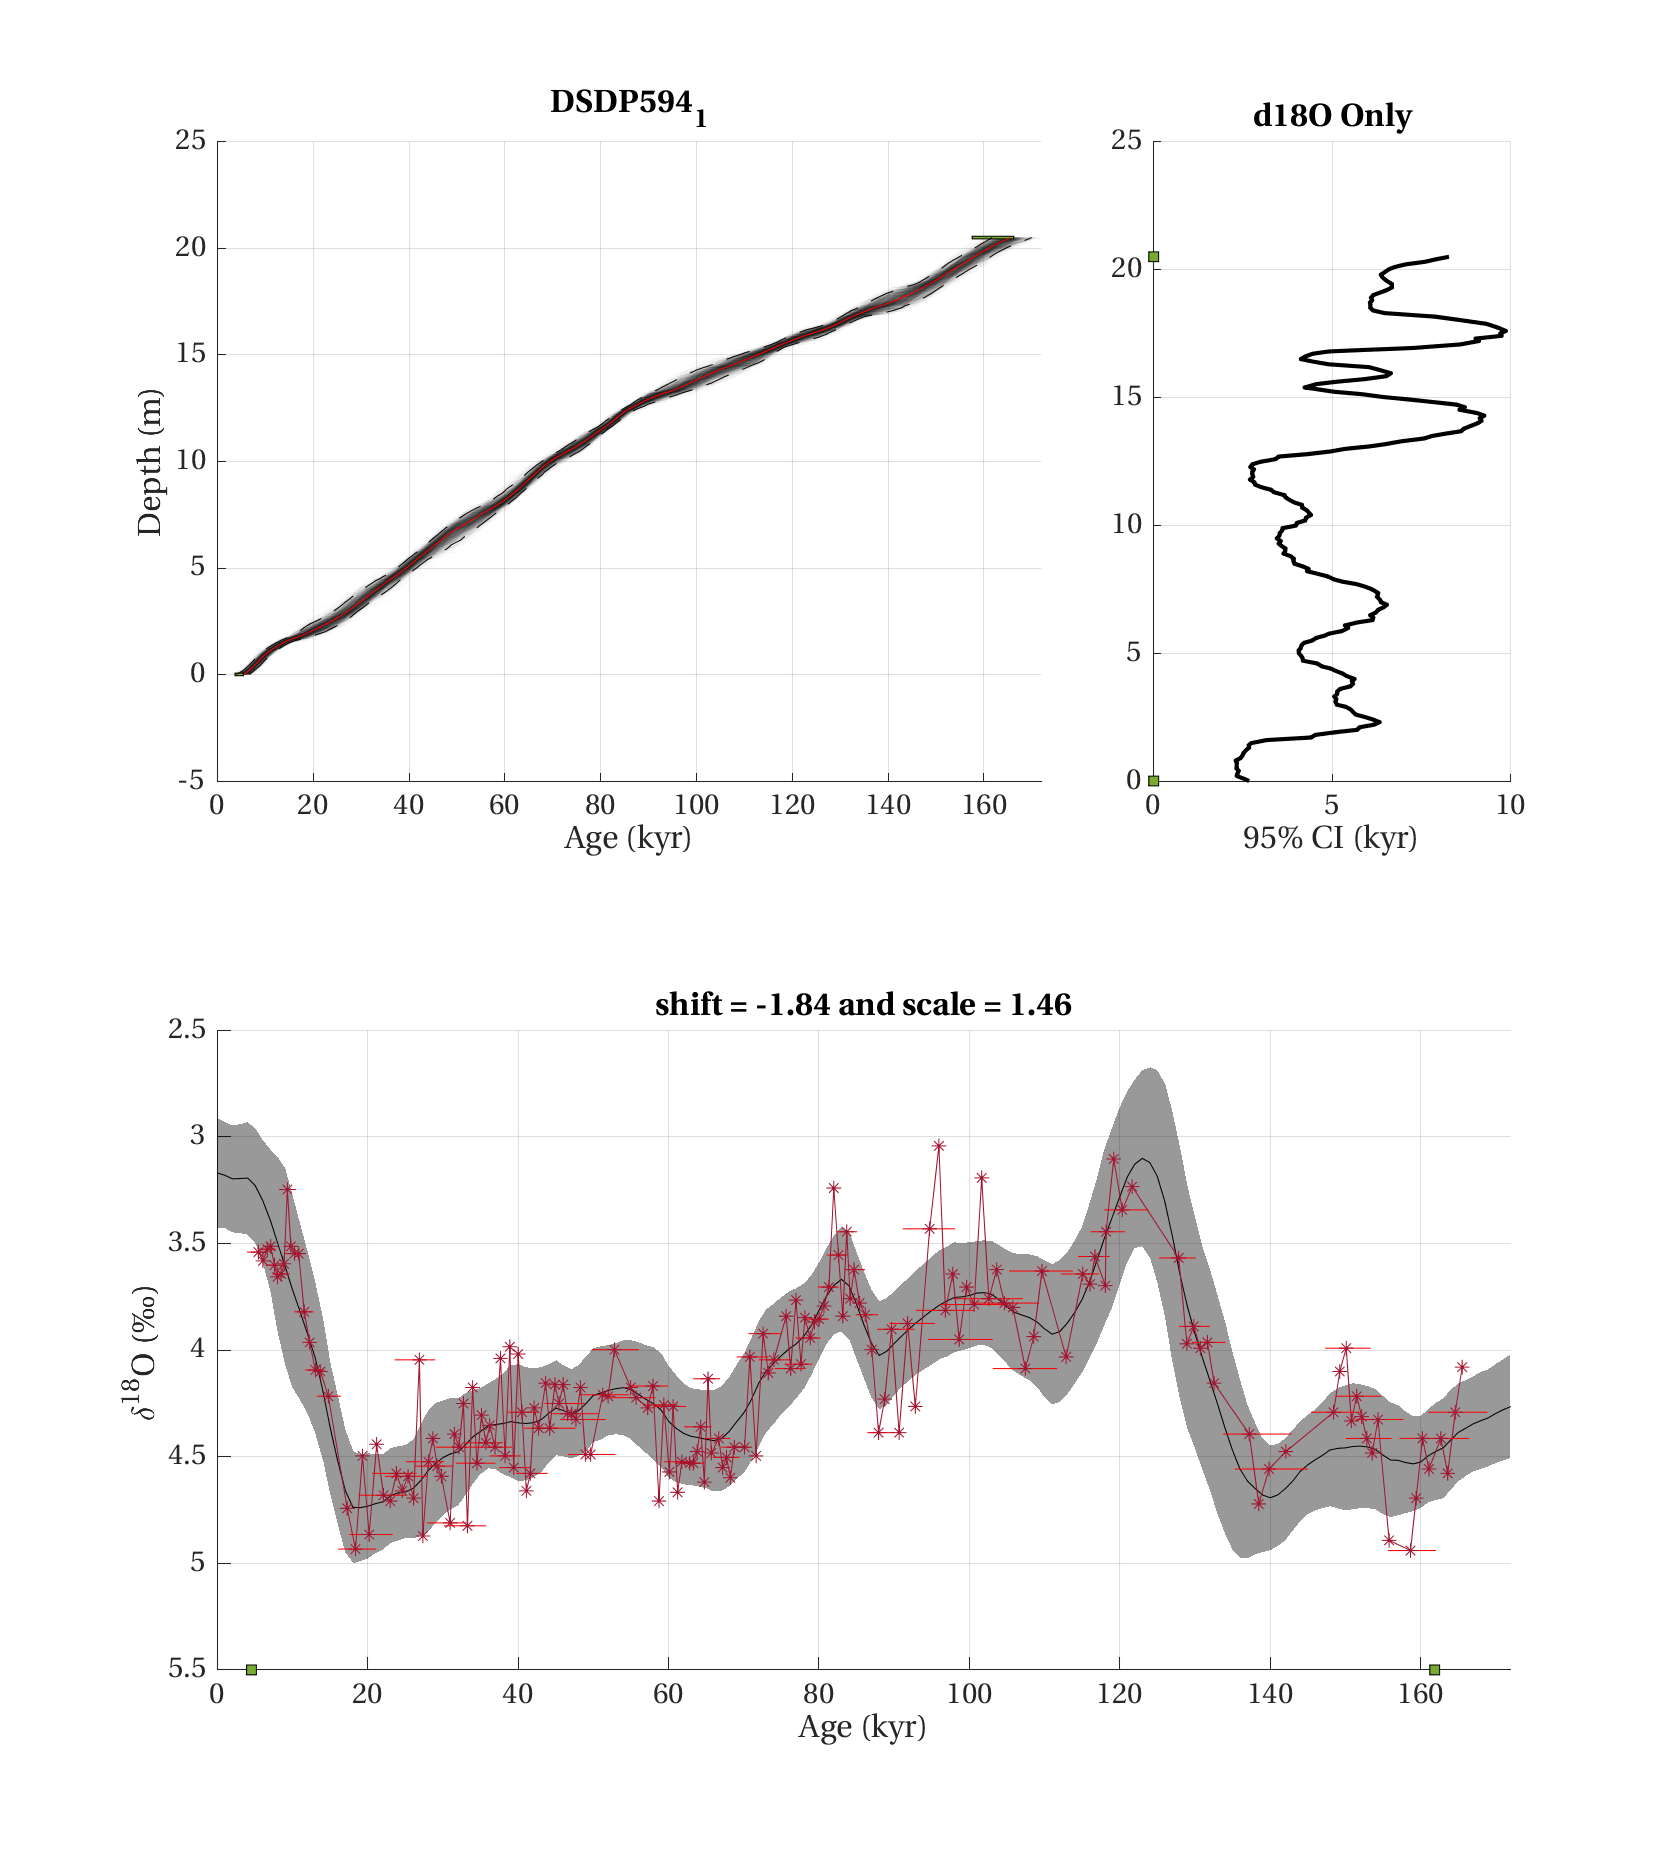 DSDP594₁
25
20
15
10
5
0
-5
0 20 40 60 80 100 120 140 160
Age (kyr)
Depth (m)
d18O Only
25
20
15
10
5
0
0 5 10
95% CI (kyr)
shift = -1.84 and scale = 1.46
2.5
3
3.5
4
4.5
5
5.5
0 20 40 60 80 100 120 140 160
Age (kyr)
δ¹⁸O (‰)